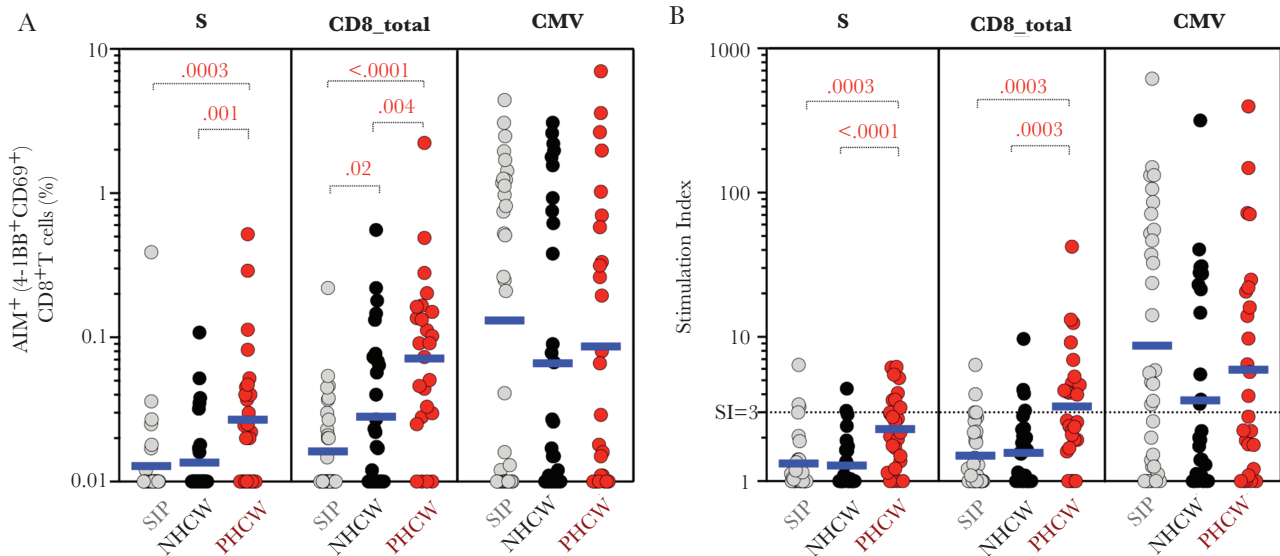 A
S
CD8_total
CMV
AIM⁺ (4-1BB⁺CD69⁺)
CD8⁺T cells (%)
10
1
0.1
0.01
.0003
.001
<.0001
.004
.02
SIP
NHCW
PHCW
SIP
NHCW
PHCW
SIP
NHCW
PHCW
B
S
CD8_total
CMV
Stimulation Index
1000
100
10
SI=3
1
.0003
<.0001
.0003
.0003
SIP
NHCW
PHCW
SIP
NHCW
PHCW
SIP
NHCW
PHCW